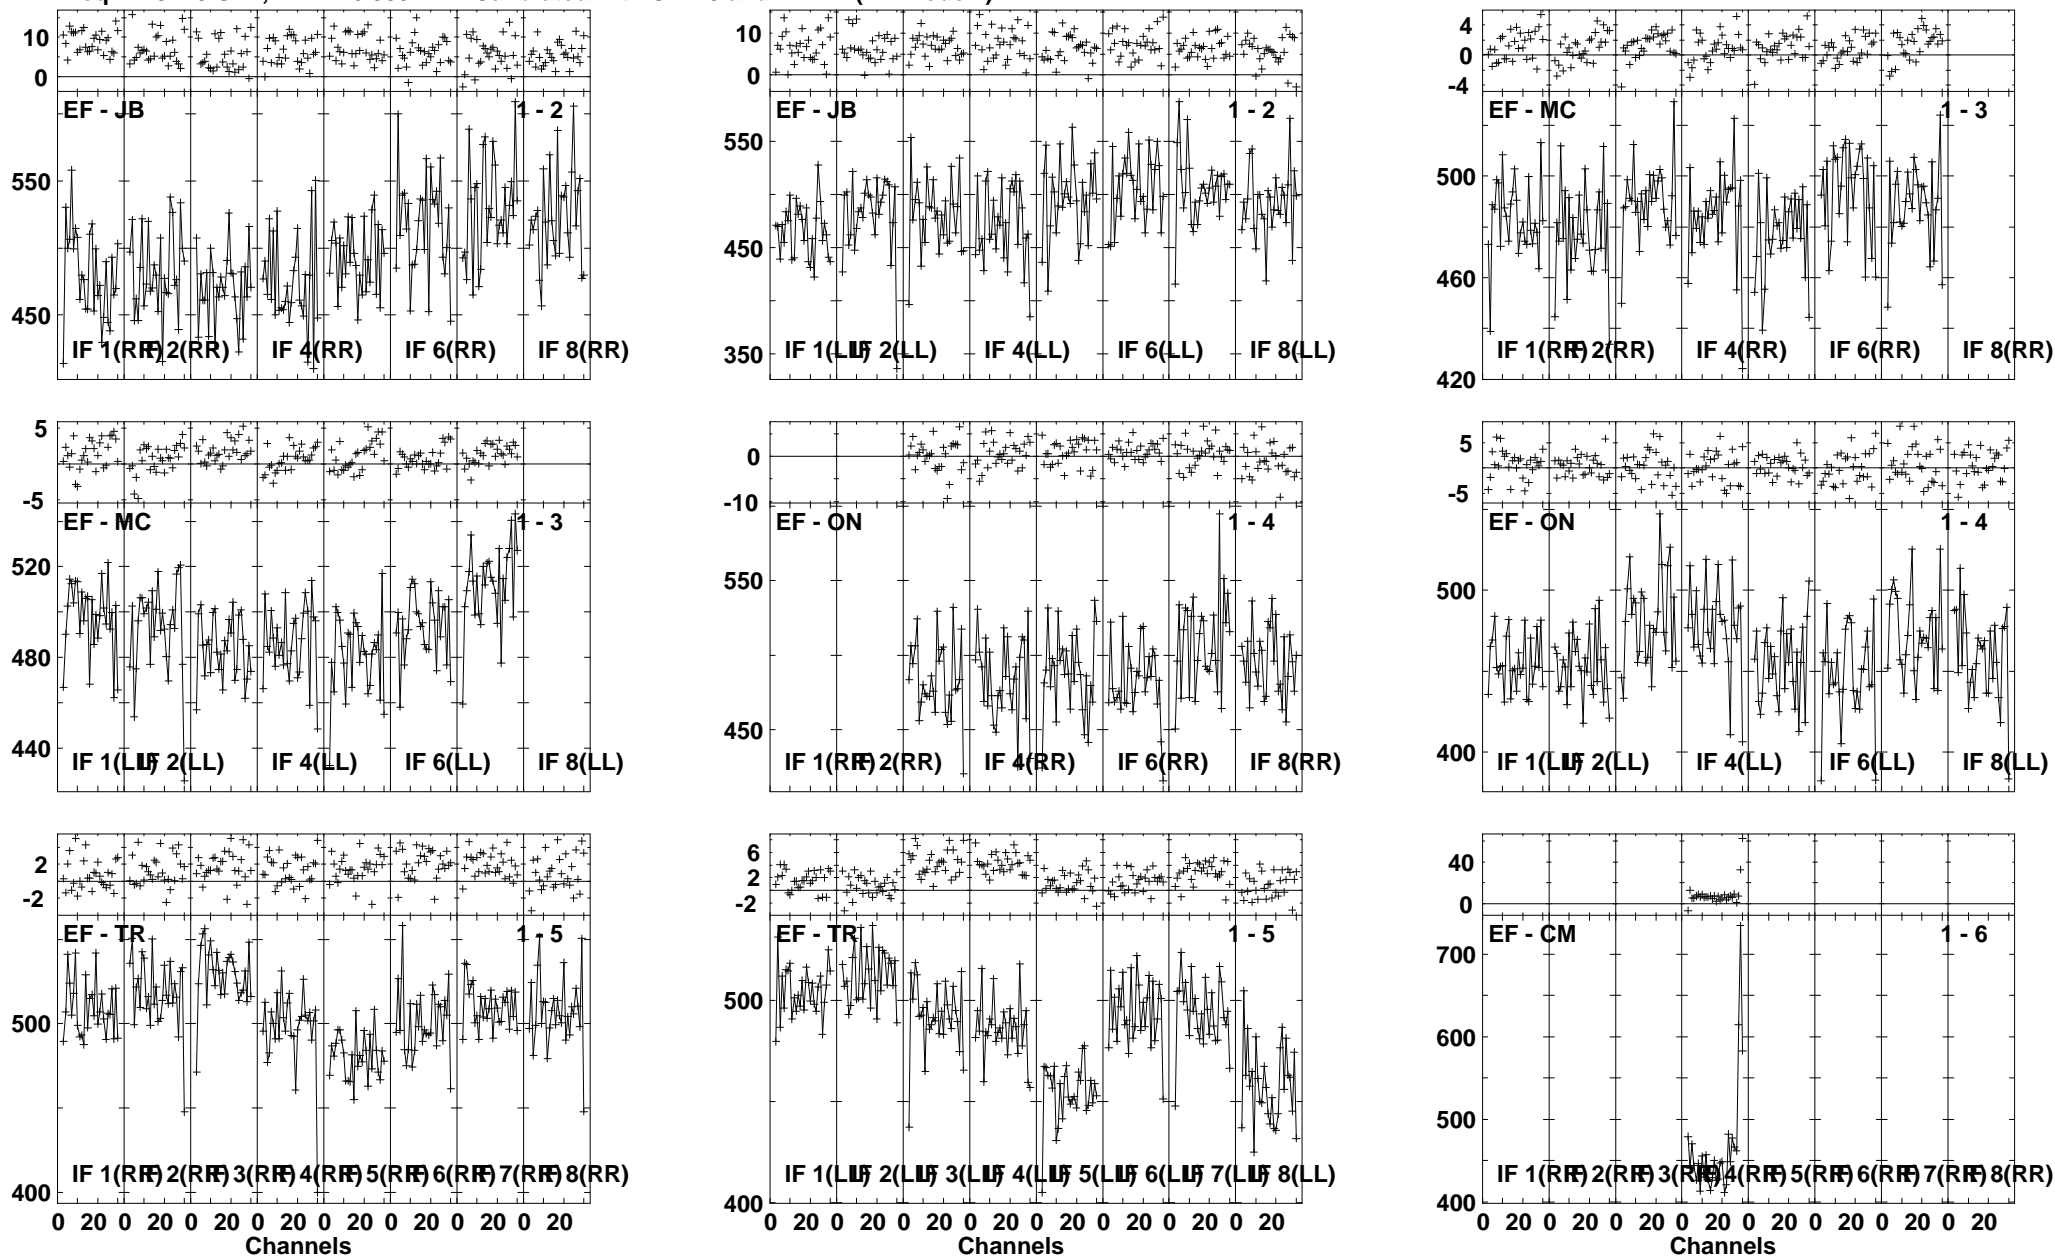 10
0
EF - JB 1 - 2
550
450
IF 1(RR) IF 2(RR) IF 4(RR) IF 6(RR) IF 8(RR)
10
0
EF - JB 1 - 2
550
450
350
IF 1(LL) IF 2(LL) IF 4(LL) IF 6(LL) IF 8(LL)
4
0
-4
EF - MC 1 - 3
500
460
420
IF 1(RR) IF 2(RR) IF 4(RR) IF 6(RR) IF 8(RR)
5
-5
EF - MC 1 - 3
520
480
440
IF 1(LL) IF 2(LL) IF 4(LL) IF 6(LL) IF 8(LL)
0
-10
EF - ON 1 - 4
550
450
IF 1(RR) IF 2(RR) IF 4(RR) IF 6(RR) IF 8(RR)
5
-5
EF - ON 1 - 4
500
400
IF 1(LL) IF 2(LL) IF 4(LL) IF 6(LL) IF 8(LL)
2
-2
EF - TR 1 - 5
500
400
IF 1(RR) IF 2(RR) IF 3(RR) IF 4(RR) IF 5(RR) IF 6(RR) IF 7(RR) IF 8(RR)
0 20 0 20 0 20 0 20 0 20 0 20 0 20 0 20
Channels
6
2
-2
EF - TR 1 - 5
500
400
IF 1(LL) IF 2(LL) IF 3(LL) IF 4(LL) IF 5(LL) IF 6(LL) IF 7(LL) IF 8(LL)
0 20 0 20 0 20 0 20 0 20 0 20 0 20 0 20
Channels
40
0
EF - CM 1 - 6
700
600
500
400
IF 1(RR) IF 2(RR) IF 3(RR) IF 4(RR) IF 5(RR) IF 6(RR) IF 7(RR) IF 8(RR)
0 20 0 20 0 20 0 20 0 20 0 20 0 20 0 20
Channels